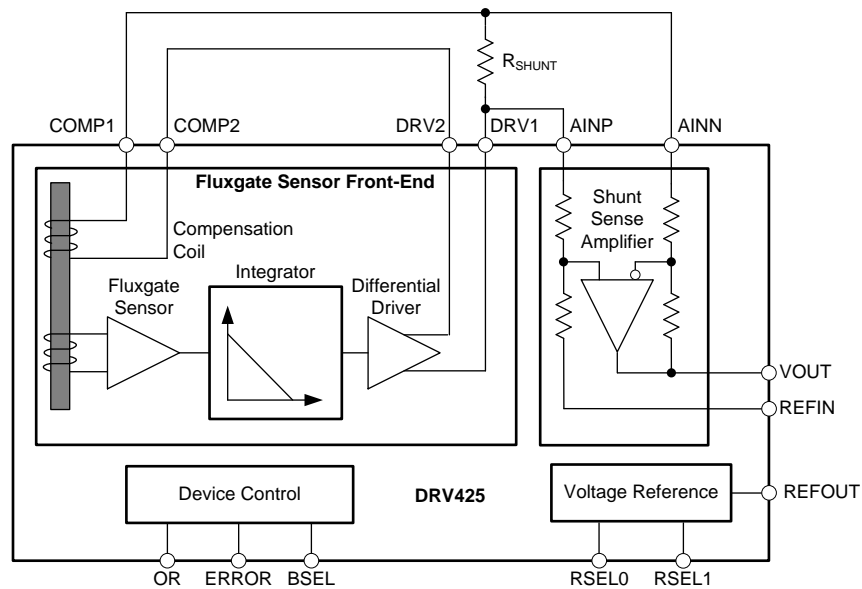 R_SHUNT
COMP1
COMP2
DRV2
DRV1
AINP
AINN
Fluxgate Sensor Front-End
Compensation
Coil
Fluxgate
Sensor
Integrator
Differential
Driver
Shunt
Sense
Amplifier
VOUT
REFIN
Device Control
DRV425
Voltage Reference
REFOUT
OR
ERROR
BSEL
RSEL0
RSEL1